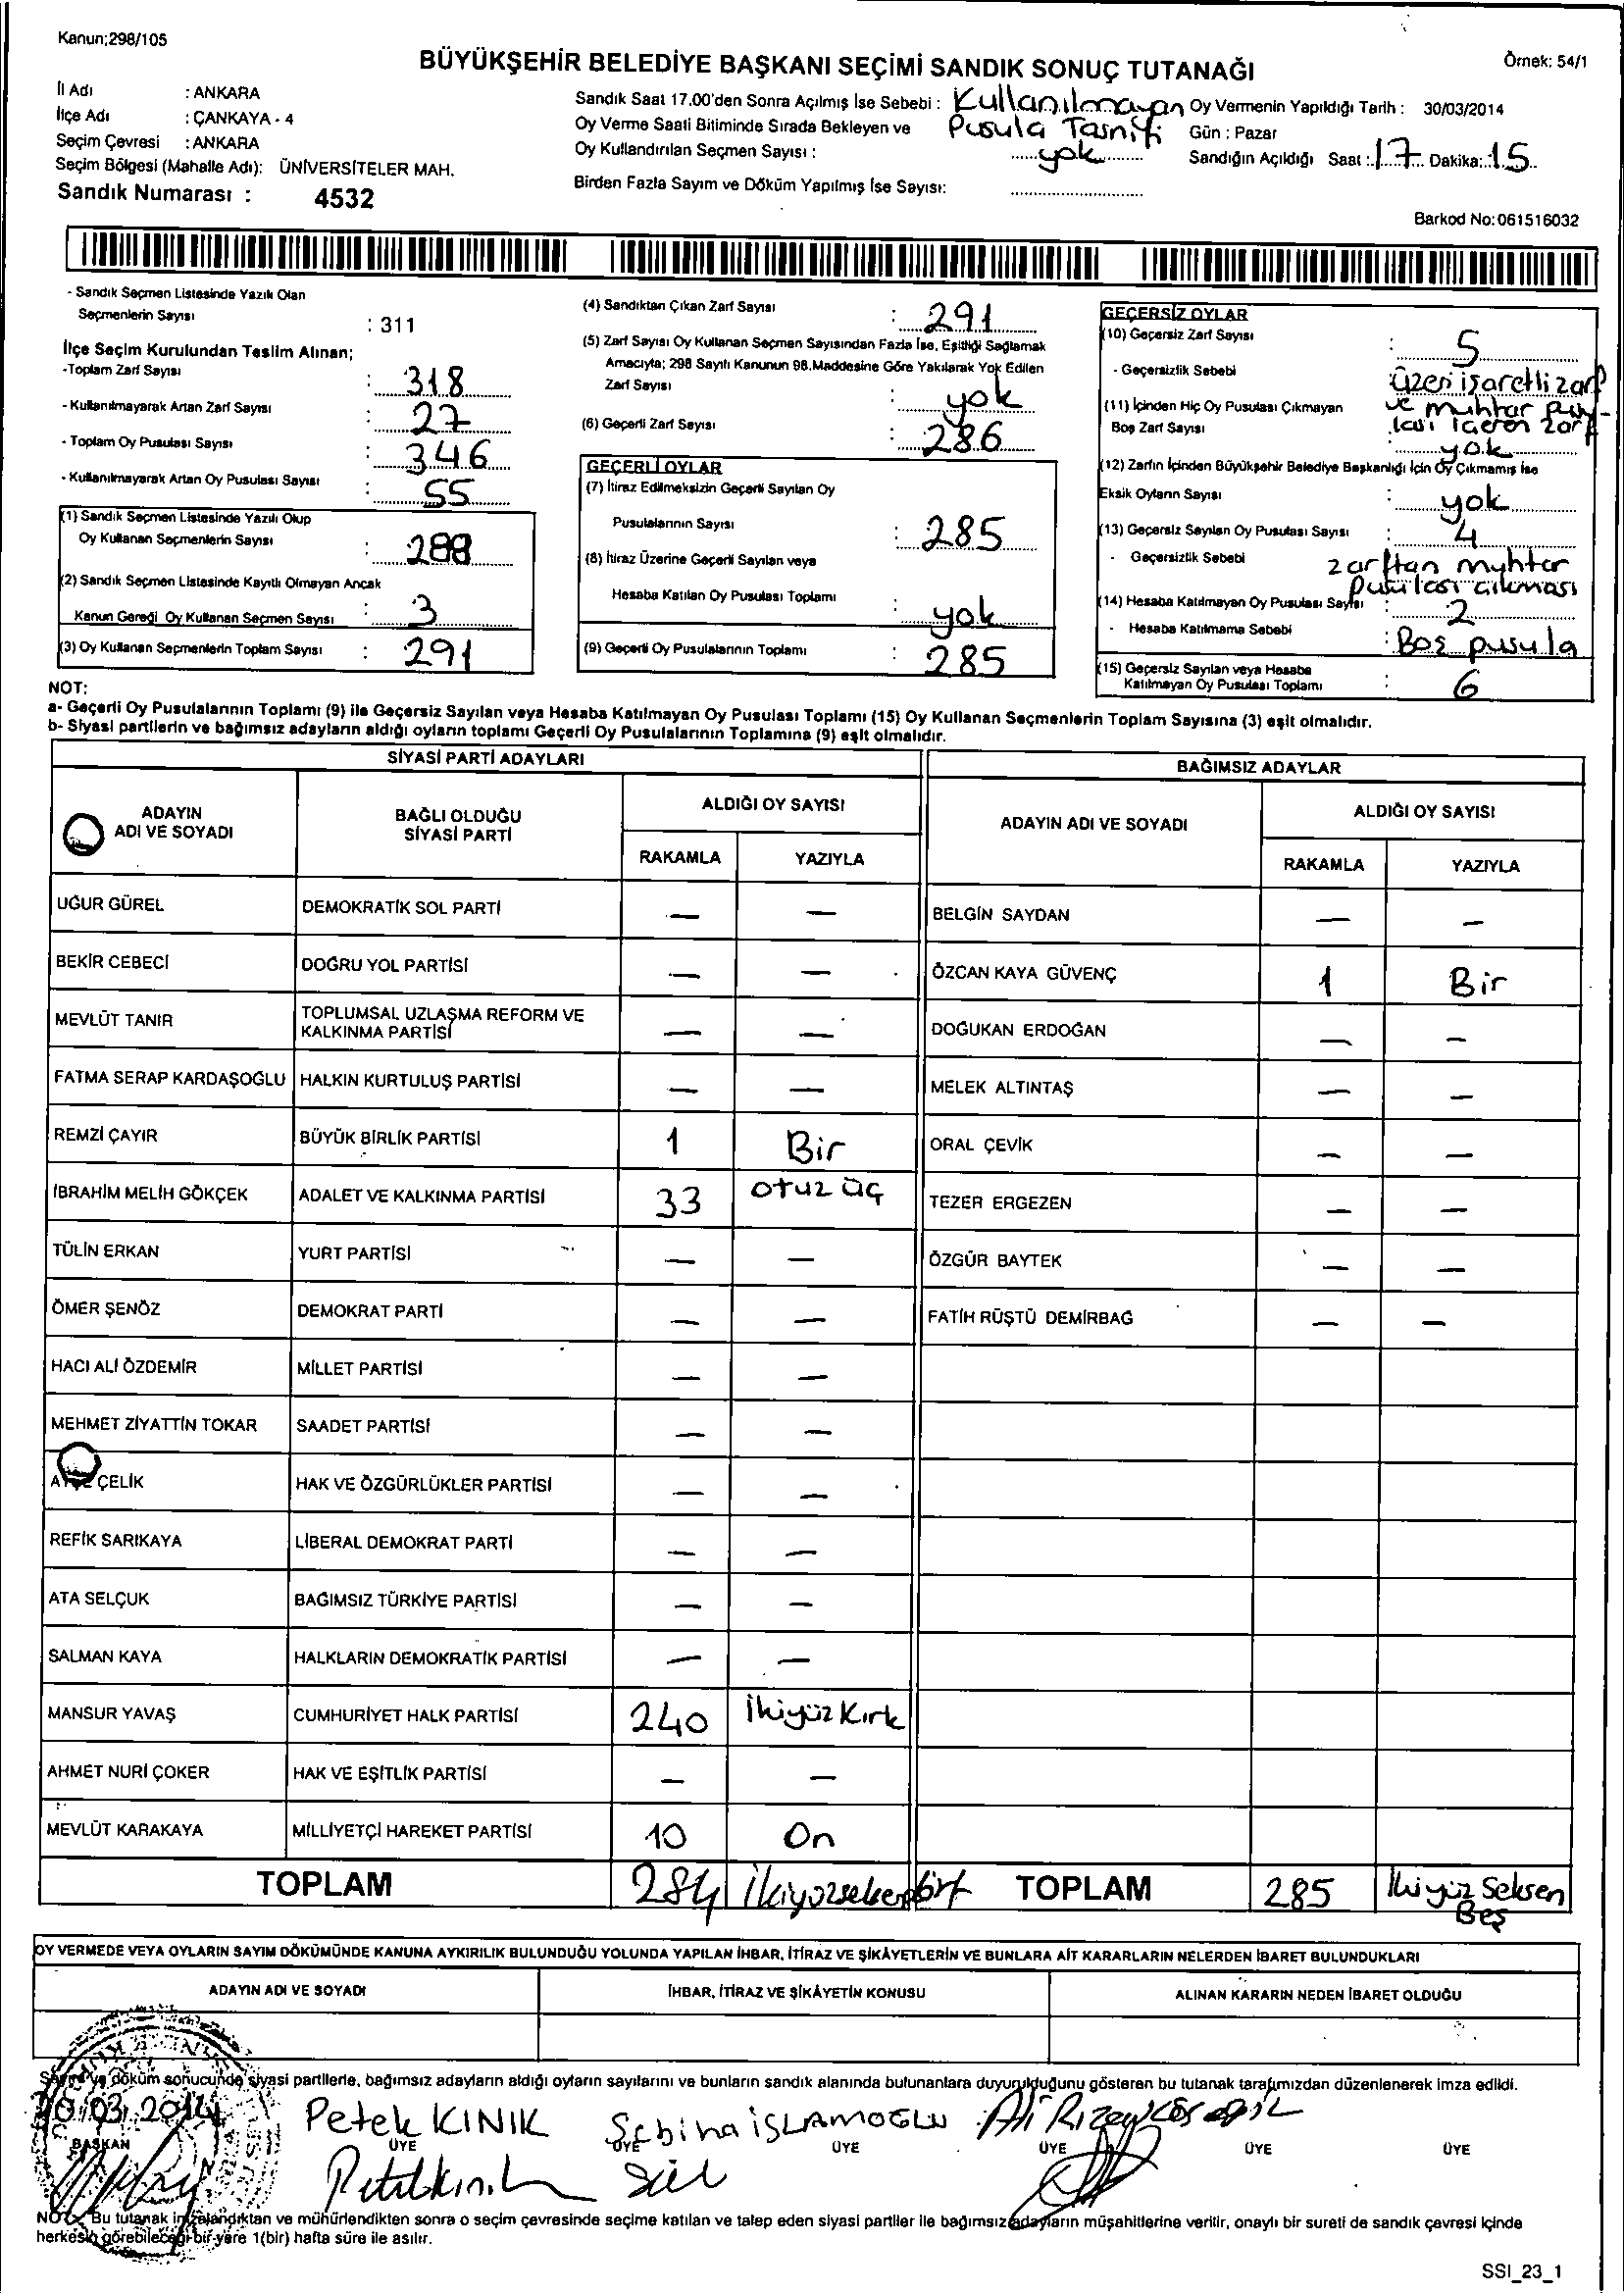 Kanun;298/105
BÜYÜKŞEHİR BELEDİYE BAŞKANI SEÇİMİ SANDIK SONUÇ TUTANAĞI
Örnek: 54/1
İl Adı : ANKARA
İlçe Adı : ÇANKAYA - 4
Seçim Çevresi : ANKARA
Seçim Bölgesi (Mahalle Adı): ÜNİVERSİTELER MAH.
Sandık Numarası : 4532
Sandık Saat 17.00'den Sonra Açılmış İse Sebebi : Kullanılmayan
Pusula Tasnifi
Oy Verme Saati Bitiminde Sırada Bekleyen ve
Oy Kullandırılan Seçmen Sayısı : yok
Birden Fazla Sayım ve Döküm Yapılmış İse Sayısı:
Oy Vermenin Yapıldığı Tarih : 30/03/2014
Gün : Pazar
Sandığın Açıldığı Saat : 17 Dakika: 15
Barkod No: 061516032
- Sandık Seçmen Listesinde Yazılı Olan
Seçmenlerin Sayısı : 311
İlçe Seçim Kurulundan Teslim Alınan;
-Toplam Zarf Sayısı : 318
- Kullanılmayarak Artan Zarf Sayısı : 27
- Toplam Oy Pusulası Sayısı : 346
- Kullanılmayarak Artan Oy Pusulası Sayısı : 55
(1) Sandık Seçmen Listesinde Yazılı Olup
Oy Kullanan Seçmenlerin Sayısı : 288
(2) Sandık Seçmen Listesinde Kayıtlı Olmayan Ancak
Kanun Gereği Oy Kullanan Seçmen Sayısı : 3
(3) Oy Kullanan Seçmenlerin Toplam Sayısı : 291
(4) Sandıktan Çıkan Zarf Sayısı : 291
(5) Zarf Sayısı Oy Kullanan Seçmen Sayısından Fazla İse, Eşitliği Sağlamak
Amacıyla; 298 Sayılı Kanunun 98.Maddesine Göre Yakılarak Yok Edilen
Zarf Sayısı : yok
(6) Geçerli Zarf Sayısı : 286
GEÇERLİ OYLAR
(7) İtiraz Edilmeksizin Geçerli Sayılan Oy
Pusulalarının Sayısı : 285
(8) İtiraz Üzerine Geçerli Sayılan veya
Hesaba Katılan Oy Pusulası Toplamı : yok
(9) Geçerli Oy Pusulalarının Toplamı : 285
GEÇERSİZ OYLAR
(10) Geçersiz Zarf Sayısı : 5
- Geçersizlik Sebebi : üzeri işaretli zarf
ve muhtar pusu-
lası içeren zarf
(11) İçinden Hiç Oy Pusulası Çıkmayan
Boş Zarf Sayısı : yok
(12) Zarfın İçinden Büyükşehir Belediye Başkanlığı İçin Oy Çıkmamış İse
Eksik Oyların Sayısı : yok
(13) Geçersiz Sayılan Oy Pusulası Sayısı : 4
- Geçersizlik Sebebi zarftan muhtar
pusulası çıkması
(14) Hesaba Katılmayan Oy Pusulası Sayısı : 2
- Hesaba Katılmama Sebebi : Boş pusula
(15) Geçersiz Sayılan veya Hesaba
Katılmayan Oy Pusulası Toplamı : 6
NOT:
a- Geçerli Oy Pusulalarının Toplamı (9) ile Geçersiz Sayılan veya Hesaba Katılmayan Oy Pusulası Toplamı (15) Oy Kullanan Seçmenlerin Toplam Sayısına (3) eşit olmalıdır.
b- Siyasi partilerin ve bağımsız adayların aldığı oyların toplamı Geçerli Oy Pusulalarının Toplamına (9) eşit olmalıdır.
SİYASİ PARTİ ADAYLARI
ADAYIN ADI VE SOYADI
BAĞLI OLDUĞU SİYASİ PARTİ
ALDIĞI OY SAYISI
RAKAMLA YAZIYLA
UĞUR GÜREL DEMOKRATİK SOL PARTİ — —
BEKİR CEBECİ DOĞRU YOL PARTİSİ — —
MEVLÜT TANIR TOPLUMSAL UZLAŞMA REFORM VE KALKINMA PARTİSİ — —
FATMA SERAP KARDAŞOĞLU HALKIN KURTULUŞ PARTİSİ — —
REMZİ ÇAYIR BÜYÜK BİRLİK PARTİSİ 1 Bir
İBRAHİM MELİH GÖKÇEK ADALET VE KALKINMA PARTİSİ 33 otuz üç
TÜLİN ERKAN YURT PARTİSİ — —
ÖMER ŞENÖZ DEMOKRAT PARTİ — —
HACI ALİ ÖZDEMİR MİLLET PARTİSİ — —
MEHMET ZİYATTİN TOKAR SAADET PARTİSİ — —
ÇELİK HAK VE ÖZGÜRLÜKLER PARTİSİ — —
REFİK SARIKAYA LİBERAL DEMOKRAT PARTİ — —
ATA SELÇUK BAĞIMSIZ TÜRKİYE PARTİSİ — —
SALMAN KAYA HALKLARIN DEMOKRATİK PARTİSİ — —
MANSUR YAVAŞ CUMHURİYET HALK PARTİSİ 240 İkiyüzKırk
AHMET NURİ ÇOKER HAK VE EŞİTLİK PARTİSİ — —
MEVLÜT KARAKAYA MİLLİYETÇİ HAREKET PARTİSİ 10 On
TOPLAM 284 İkiyüzseksendört
BAĞIMSIZ ADAYLAR
ADAYIN ADI VE SOYADI
ALDIĞI OY SAYISI
RAKAMLA YAZIYLA
BELGİN SAYDAN — —
ÖZCAN KAYA GÜVENÇ 1 Bir
DOĞUKAN ERDOĞAN — —
MELEK ALTINTAŞ — —
ORAL ÇEVİK — —
TEZER ERGEZEN — —
ÖZGÜR BAYTEK — —
FATİH RÜŞTÜ DEMİRBAĞ — —
TOPLAM 285 İkiyüz Seksen
Beş
OY VERMEDE VEYA OYLARIN SAYIM DÖKÜMÜNDE KANUNA AYKIRILIK BULUNDUĞU YOLUNDA YAPILAN İHBAR, İTİRAZ VE ŞİKÂYETLERİN VE BUNLARA AİT KARARLARIN NELERDEN İBARET BULUNDUKLARI
ADAYIN ADI VE SOYADI İHBAR, İTİRAZ VE ŞİKÂYETİN KONUSU ALINAN KARARIN NEDEN İBARET OLDUĞU
Sayım ve döküm sonucunda siyasi partilerle, bağımsız adayların aldığı oyların sayılarını ve bunların sandık alanında bulunanlara duyurulduğunu gösteren bu tutanak tarafımızdan düzenlenerek imza edildi.
30.03.2014 Petek KINIK Sebiha İSLAMOĞLU Ali Rıza
BAŞKAN ÜYE ÜYE ÜYE ÜYE ÜYE ÜYE
NOT: Bu tutanak imzalandıktan ve mühürlendikten sonra o seçim çevresinde seçime katılan ve talep eden siyasi partiler ile bağımsız adayların müşahitlerine verilir, onaylı bir sureti de sandık çevresi içinde
herkesin görebileceği bir yere 1(bir) hafta süre ile asılır.
SSI_23_1